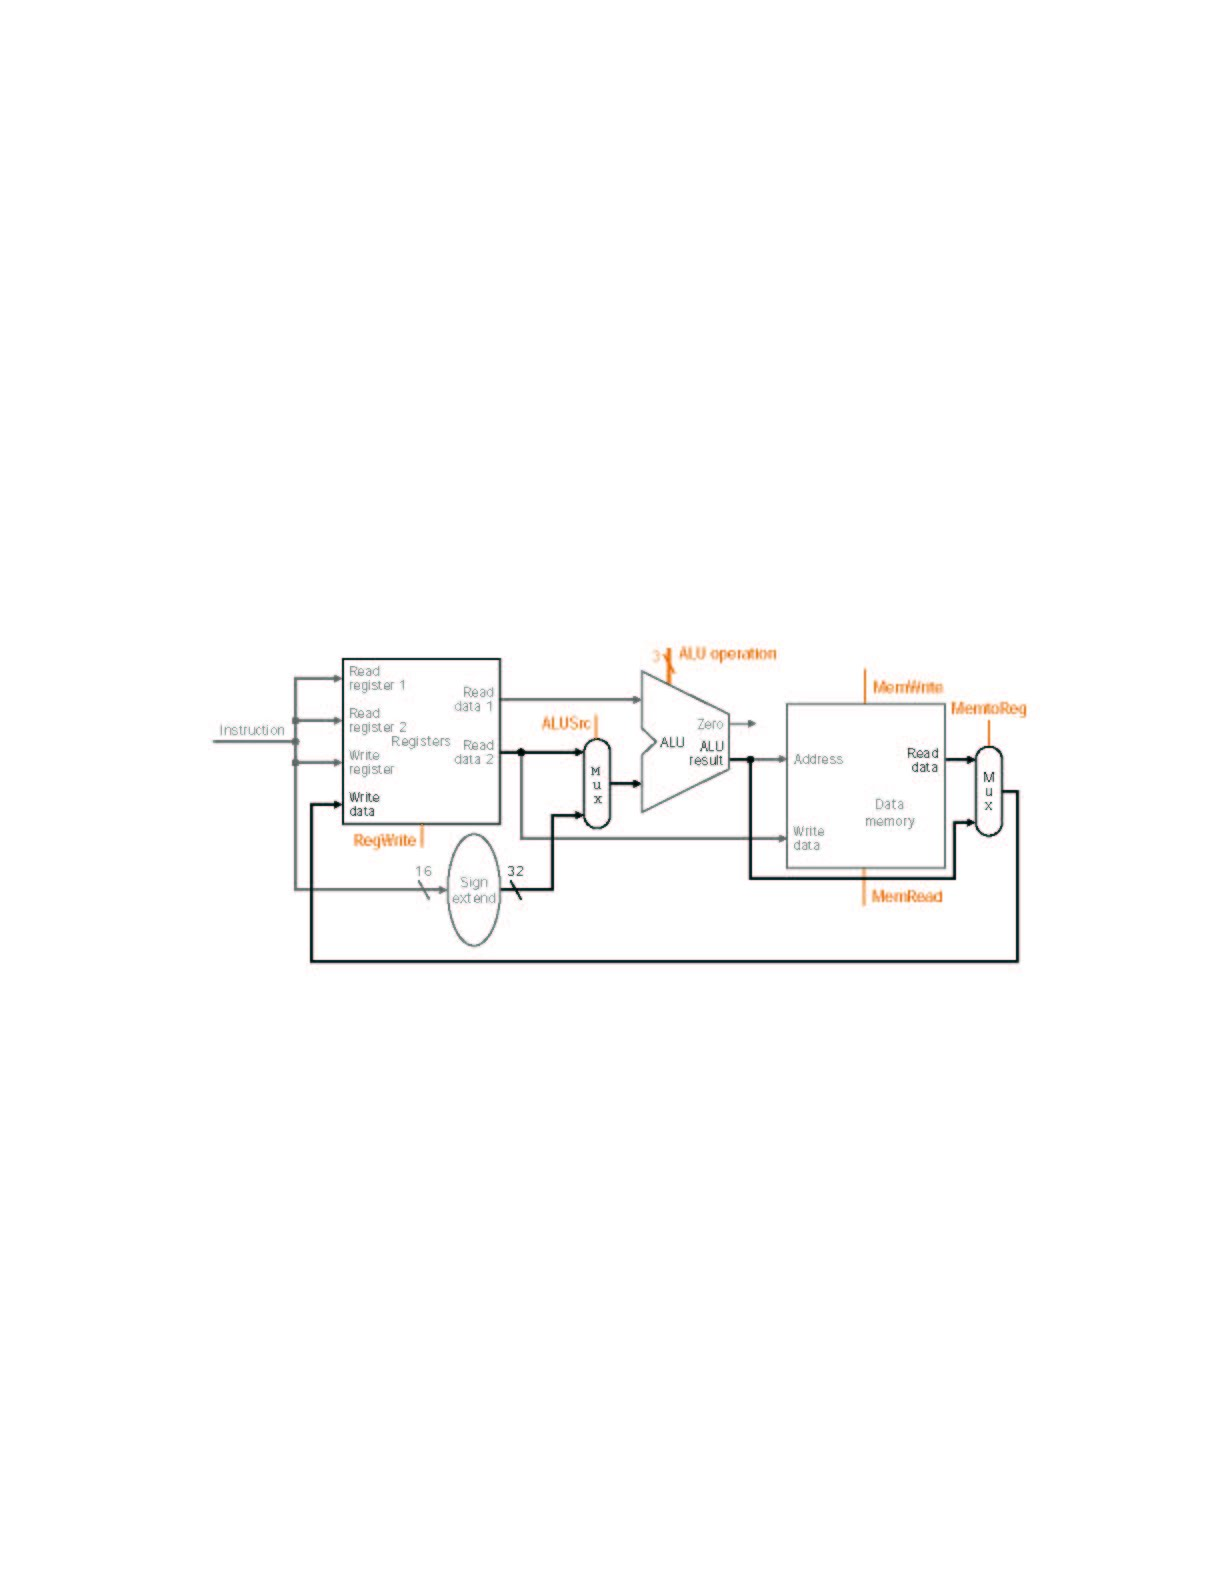 Instruction
Read
register 1
Read
register 2
Write
register
Write
data
Registers
Read
data 1
Read
data 2
RegWrite
16
Sign
extend
32
ALUSrc
M
u
x
3
ALU operation
ALU
Zero
ALU
result
MemWrite
Address
Read
data
Data
memory
Write
data
MemRead
MemtoReg
M
u
x